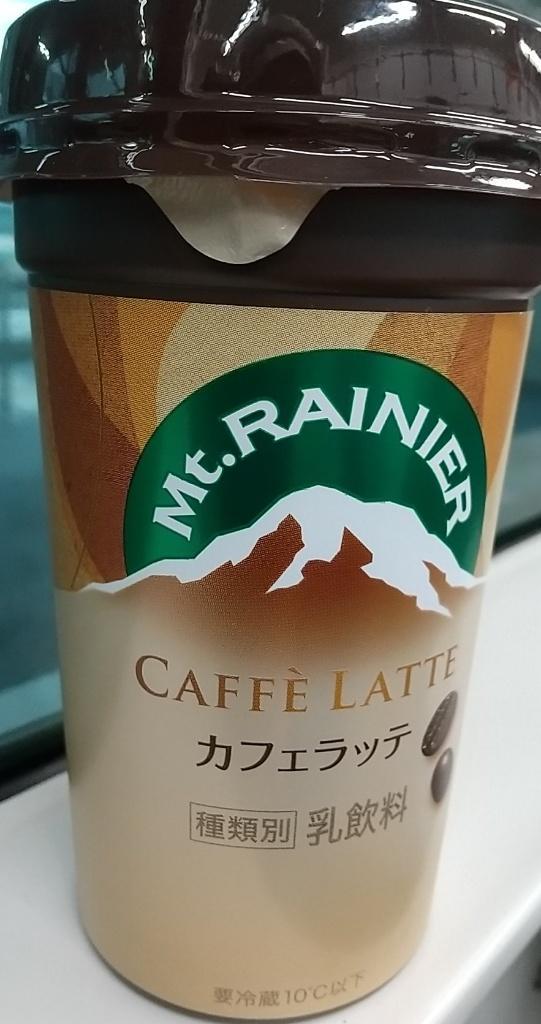 Mt. RAINIER
CAFFÈ LATTE
カフェラッテ
種類別 乳飲料
要冷蔵10℃以下